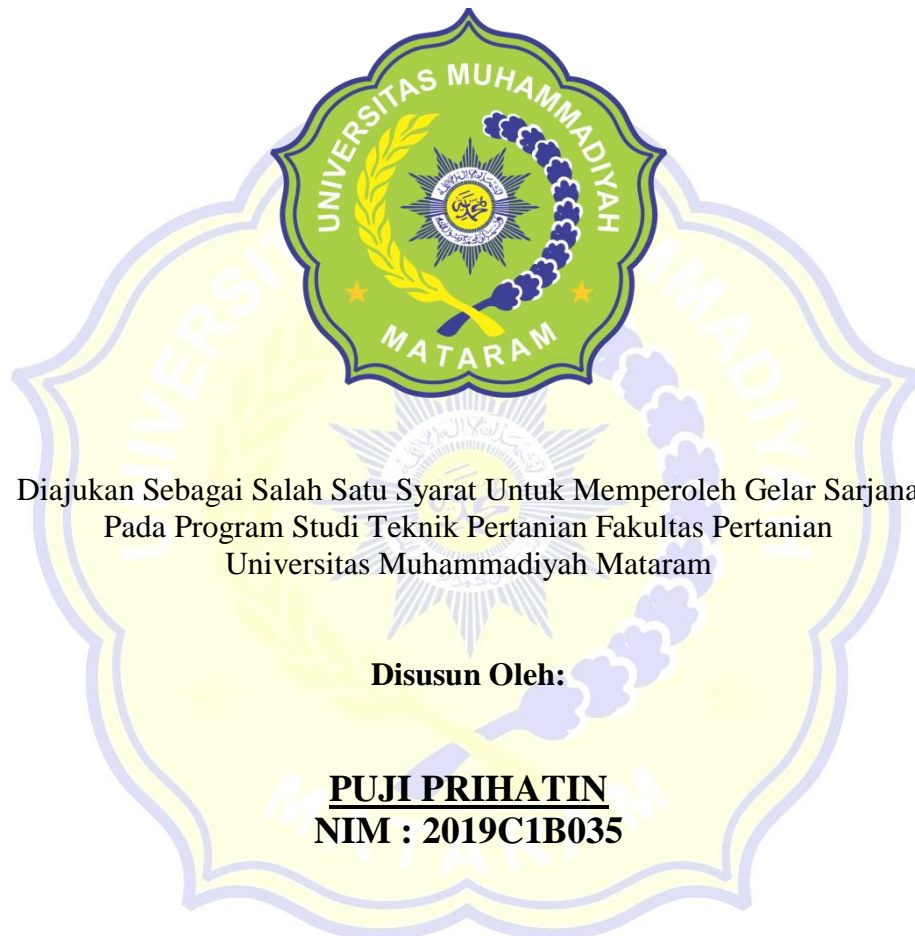 UNIVERSITAS MUHAMMADIYAH
MATARAM
Diajukan Sebagai Salah Satu Syarat Untuk Memperoleh Gelar Sarjana
Pada Program Studi Teknik Pertanian Fakultas Pertanian
Universitas Muhammadiyah Mataram
Disusun Oleh:
PUJI PRIHATIN
NIM : 2019C1B035